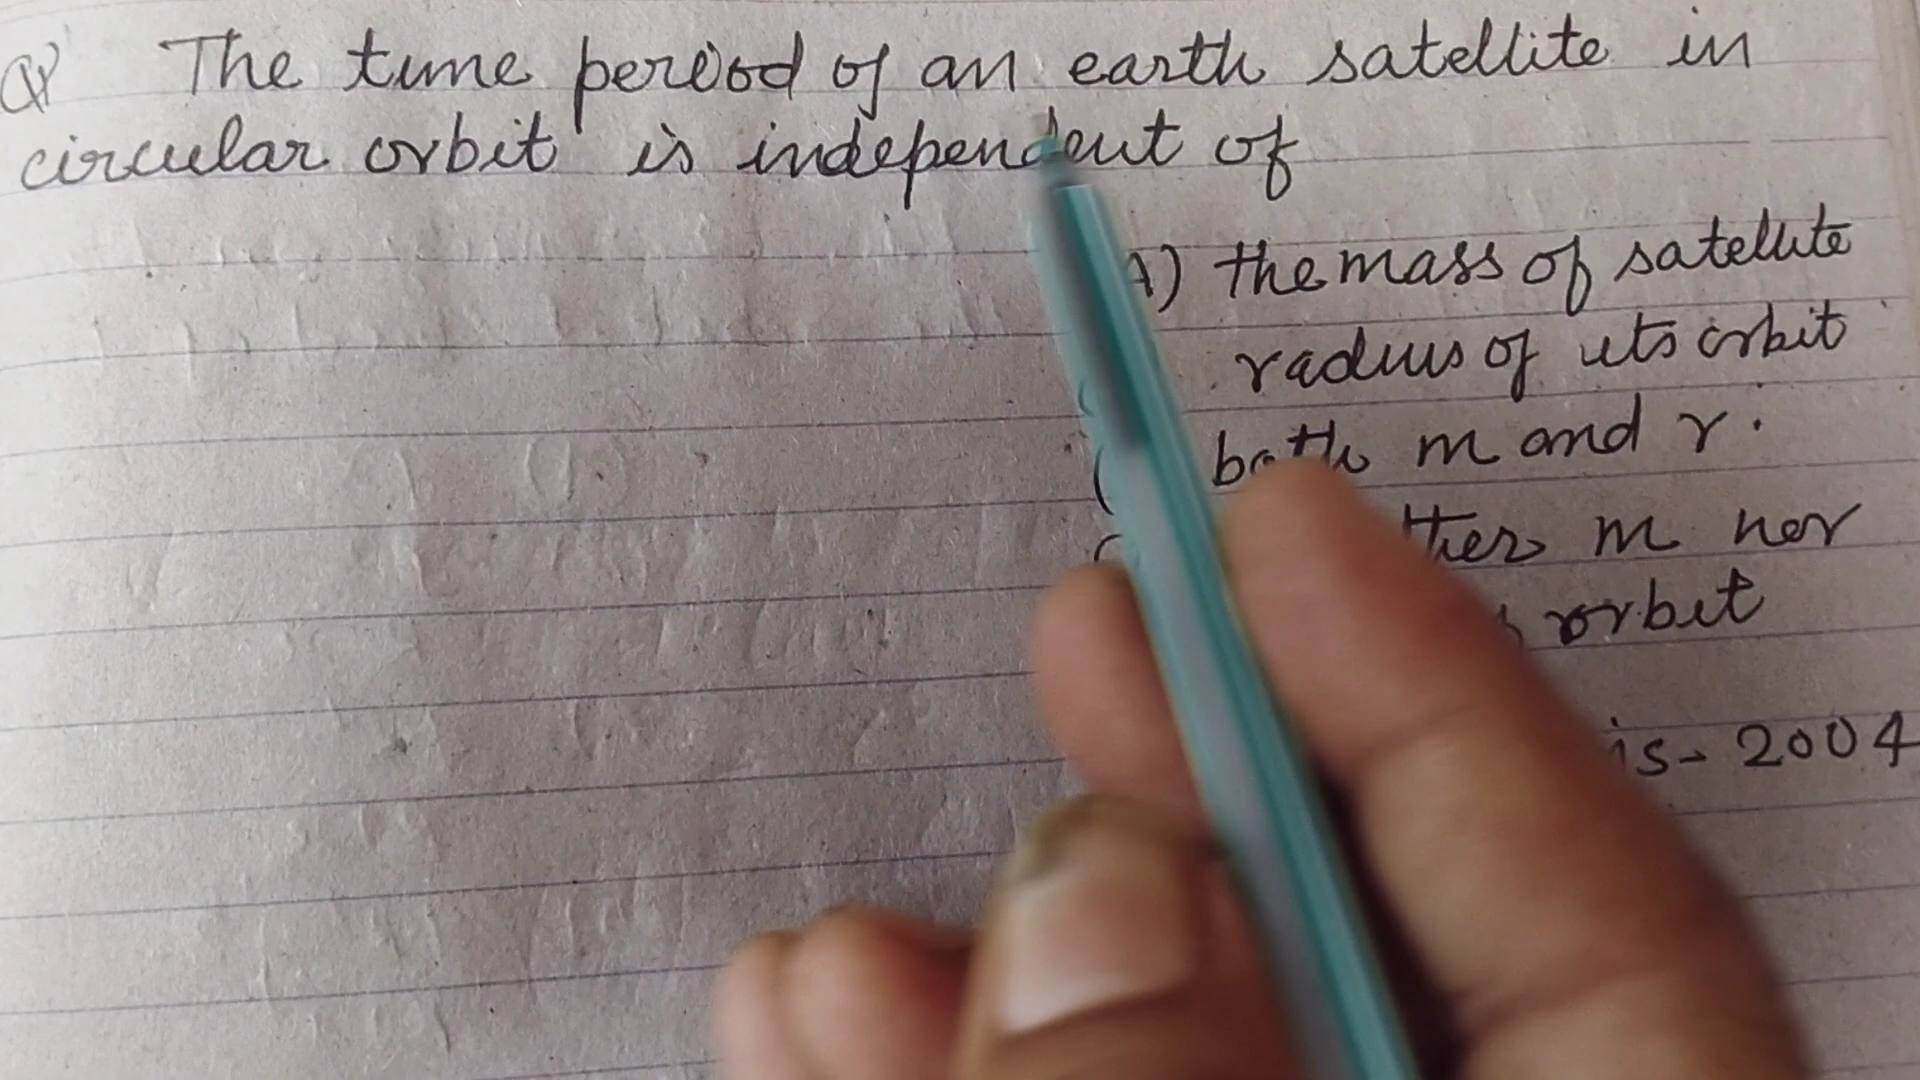 Q The time period of an earth satellite in
circular orbit is independent of
A) the mass of satellite
radius of its orbit
both m and r.
m nor
orbit
is- 2004